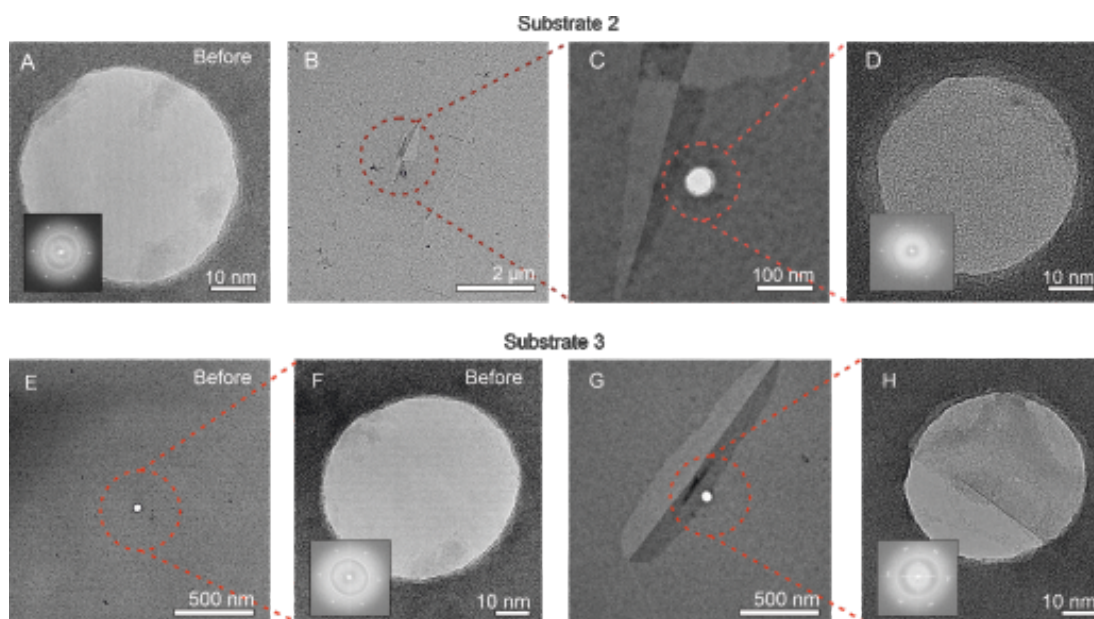 Substrate 2
A Before
B
C
D
10 nm
2 µm
100 nm
10 nm
Substrate 3
E Before
F Before
G
H
500 nm
10 nm
500 nm
10 nm